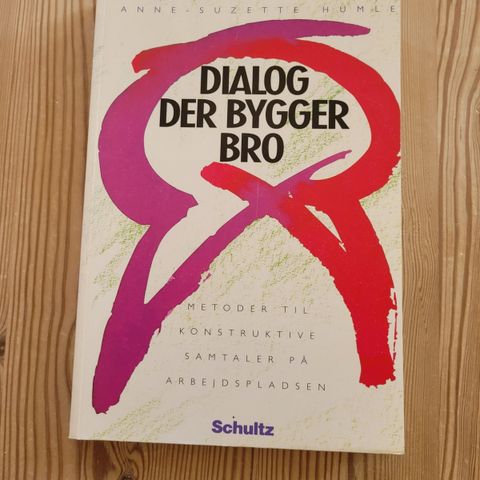 ANNE-SUZETTE HUMLE
DIALOG
DER BYGGER
BRO
METODER TIL
KONSTRUKTIVE
SAMTALER PÅ
ARBEJDSPLADSEN
Schultz